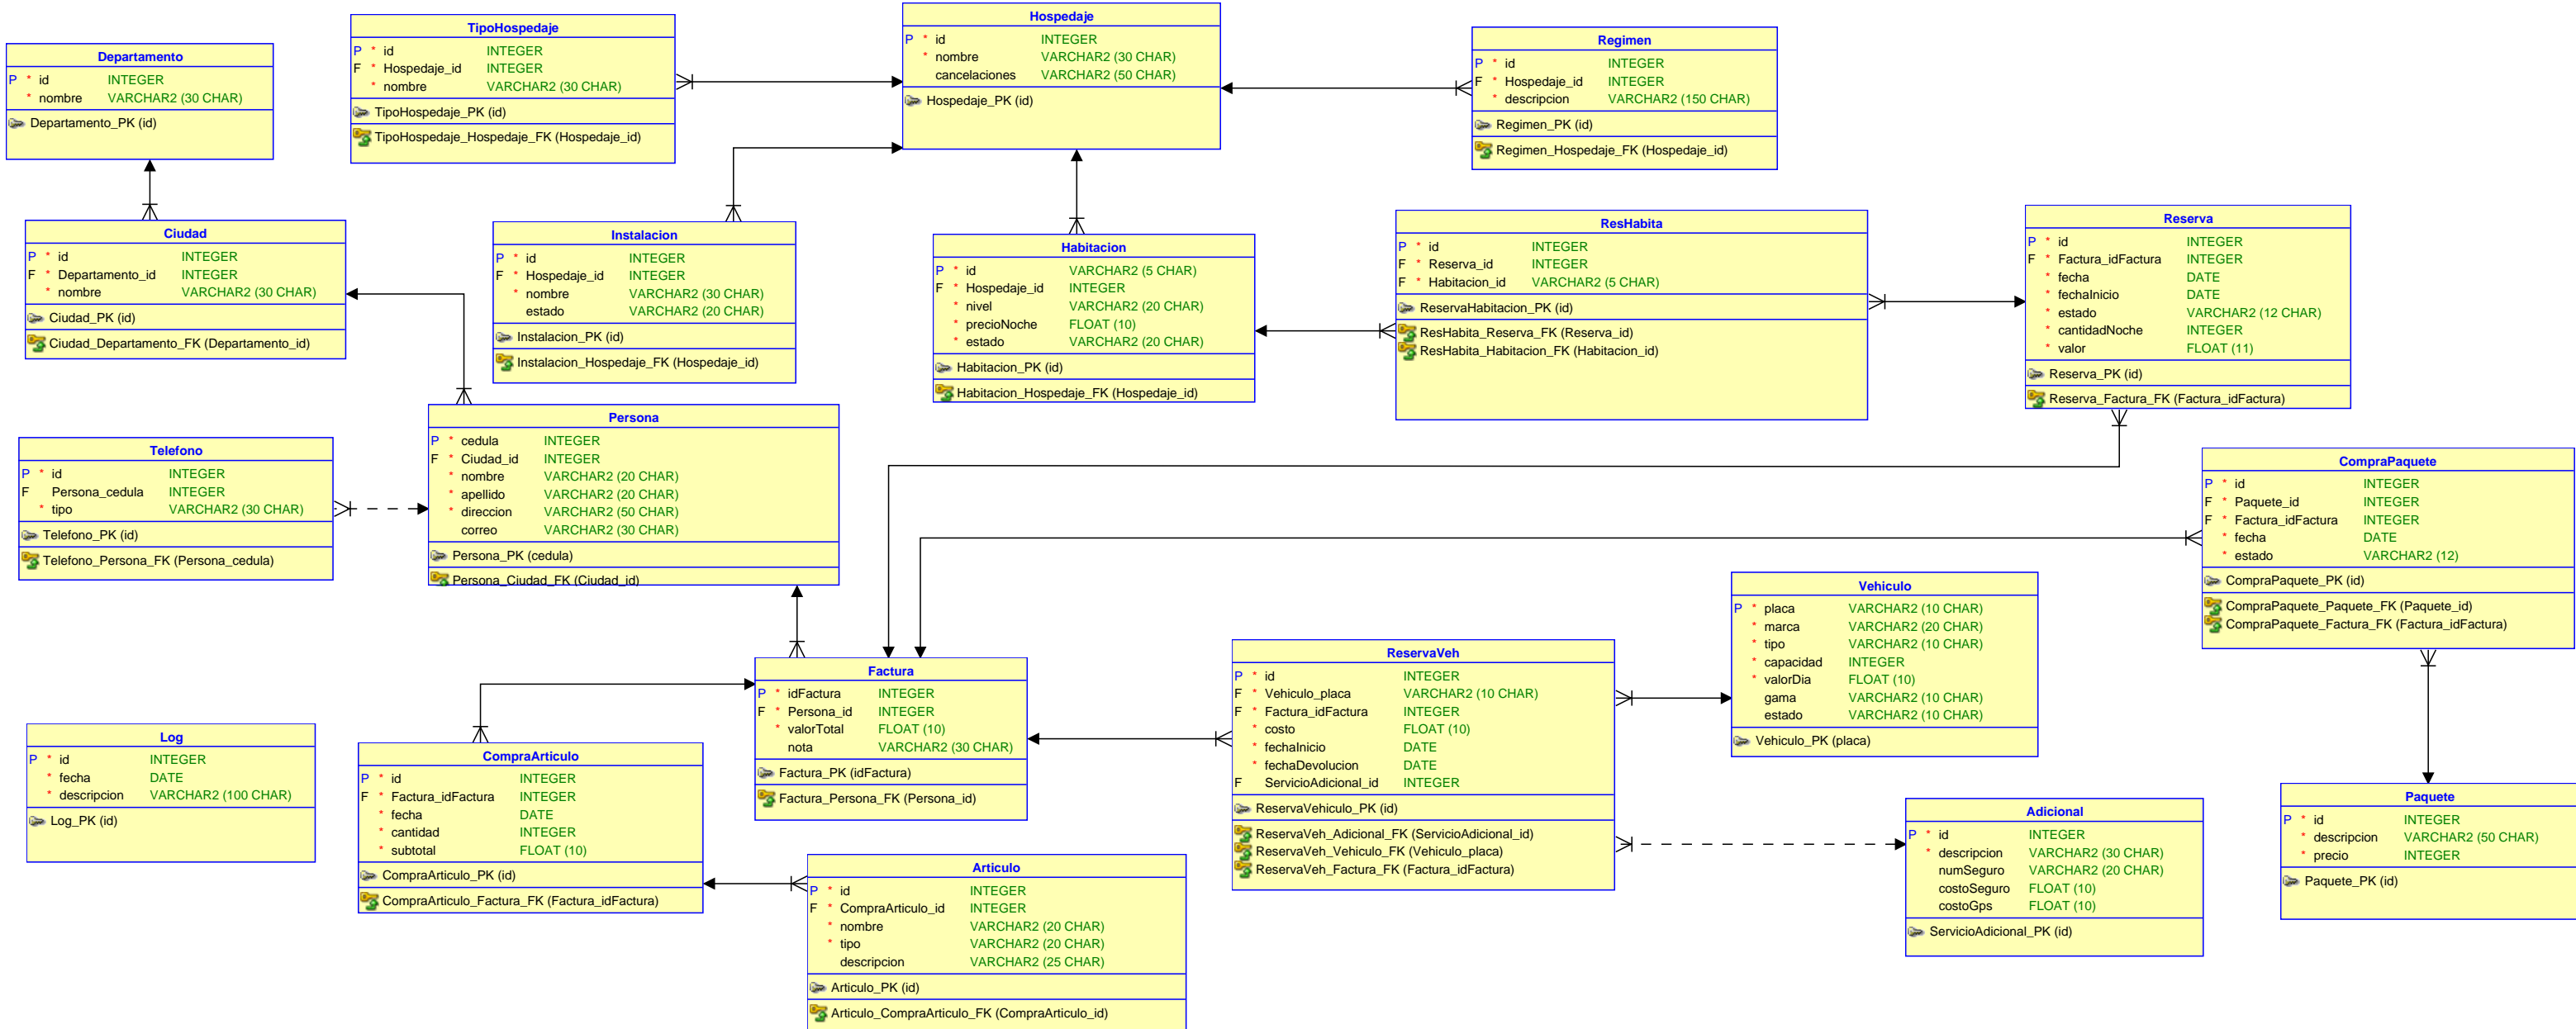 Departamento
P * id INTEGER
* nombre VARCHAR2 (30 CHAR)
Departamento_PK (id)
TipoHospedaje
P * id INTEGER
F * Hospedaje_id INTEGER
* nombre VARCHAR2 (30 CHAR)
TipoHospedaje_PK (id)
TipoHospedaje_Hospedaje_FK (Hospedaje_id)
Hospedaje
P * id INTEGER
* nombre VARCHAR2 (30 CHAR)
cancelaciones VARCHAR2 (50 CHAR)
Hospedaje_PK (id)
Regimen
P * id INTEGER
F * Hospedaje_id INTEGER
* descripcion VARCHAR2 (150 CHAR)
Regimen_PK (id)
Regimen_Hospedaje_FK (Hospedaje_id)
Ciudad
P * id INTEGER
F * Departamento_id INTEGER
* nombre VARCHAR2 (30 CHAR)
Ciudad_PK (id)
Ciudad_Departamento_FK (Departamento_id)
Instalacion
P * id INTEGER
F * Hospedaje_id INTEGER
* nombre VARCHAR2 (30 CHAR)
estado VARCHAR2 (20 CHAR)
Instalacion_PK (id)
Instalacion_Hospedaje_FK (Hospedaje_id)
Habitacion
P * id VARCHAR2 (5 CHAR)
F * Hospedaje_id INTEGER
* nivel VARCHAR2 (20 CHAR)
* precioNoche FLOAT (10)
* estado VARCHAR2 (20 CHAR)
Habitacion_PK (id)
Habitacion_Hospedaje_FK (Hospedaje_id)
ResHabita
P * id INTEGER
F * Reserva_id INTEGER
F * Habitacion_id VARCHAR2 (5 CHAR)
ReservaHabitacion_PK (id)
ResHabita_Reserva_FK (Reserva_id)
ResHabita_Habitacion_FK (Habitacion_id)
Reserva
P * id INTEGER
F * Factura_idFactura INTEGER
* fecha DATE
* fechaInicio DATE
* estado VARCHAR2 (12 CHAR)
* cantidadNoche INTEGER
* valor FLOAT (11)
Reserva_PK (id)
Reserva_Factura_FK (Factura_idFactura)
Telefono
P * id INTEGER
F Persona_cedula INTEGER
* tipo VARCHAR2 (30 CHAR)
Telefono_PK (id)
Telefono_Persona_FK (Persona_cedula)
Persona
P * cedula INTEGER
F * Ciudad_id INTEGER
* nombre VARCHAR2 (20 CHAR)
* apellido VARCHAR2 (20 CHAR)
* direccion VARCHAR2 (50 CHAR)
correo VARCHAR2 (30 CHAR)
Persona_PK (cedula)
Persona_Ciudad_FK (Ciudad_id)
CompraPaquete
P * id INTEGER
F * Paquete_id INTEGER
F * Factura_idFactura INTEGER
* fecha DATE
* estado VARCHAR2 (12)
CompraPaquete_PK (id)
CompraPaquete_Paquete_FK (Paquete_id)
CompraPaquete_Factura_FK (Factura_idFactura)
Vehiculo
P * placa VARCHAR2 (10 CHAR)
* marca VARCHAR2 (20 CHAR)
* tipo VARCHAR2 (10 CHAR)
* capacidad INTEGER
* valorDia FLOAT (10)
gama VARCHAR2 (10 CHAR)
estado VARCHAR2 (10 CHAR)
Vehiculo_PK (placa)
Factura
P * idFactura INTEGER
F * Persona_id INTEGER
* valorTotal FLOAT (10)
nota VARCHAR2 (30 CHAR)
Factura_PK (idFactura)
Factura_Persona_FK (Persona_id)
ReservaVeh
P * id INTEGER
F * Vehiculo_placa VARCHAR2 (10 CHAR)
F * Factura_idFactura INTEGER
* costo FLOAT (10)
* fechaInicio DATE
* fechaDevolucion DATE
F ServicioAdicional_id INTEGER
ReservaVehiculo_PK (id)
ReservaVeh_Adicional_FK (ServicioAdicional_id)
ReservaVeh_Vehiculo_FK (Vehiculo_placa)
ReservaVeh_Factura_FK (Factura_idFactura)
Log
P * id INTEGER
* fecha DATE
* descripcion VARCHAR2 (100 CHAR)
Log_PK (id)
CompraArticulo
P * id INTEGER
F * Factura_idFactura INTEGER
* fecha DATE
* cantidad INTEGER
* subtotal FLOAT (10)
CompraArticulo_PK (id)
CompraArticulo_Factura_FK (Factura_idFactura)
Articulo
P * id INTEGER
F * CompraArticulo_id INTEGER
* nombre VARCHAR2 (20 CHAR)
* tipo VARCHAR2 (20 CHAR)
descripcion VARCHAR2 (25 CHAR)
Articulo_PK (id)
Articulo_CompraArticulo_FK (CompraArticulo_id)
Adicional
P * id INTEGER
* descripcion VARCHAR2 (30 CHAR)
numSeguro VARCHAR2 (20 CHAR)
costoSeguro FLOAT (10)
costoGps FLOAT (10)
ServicioAdicional_PK (id)
Paquete
P * id INTEGER
* descripcion VARCHAR2 (50 CHAR)
* precio INTEGER
Paquete_PK (id)